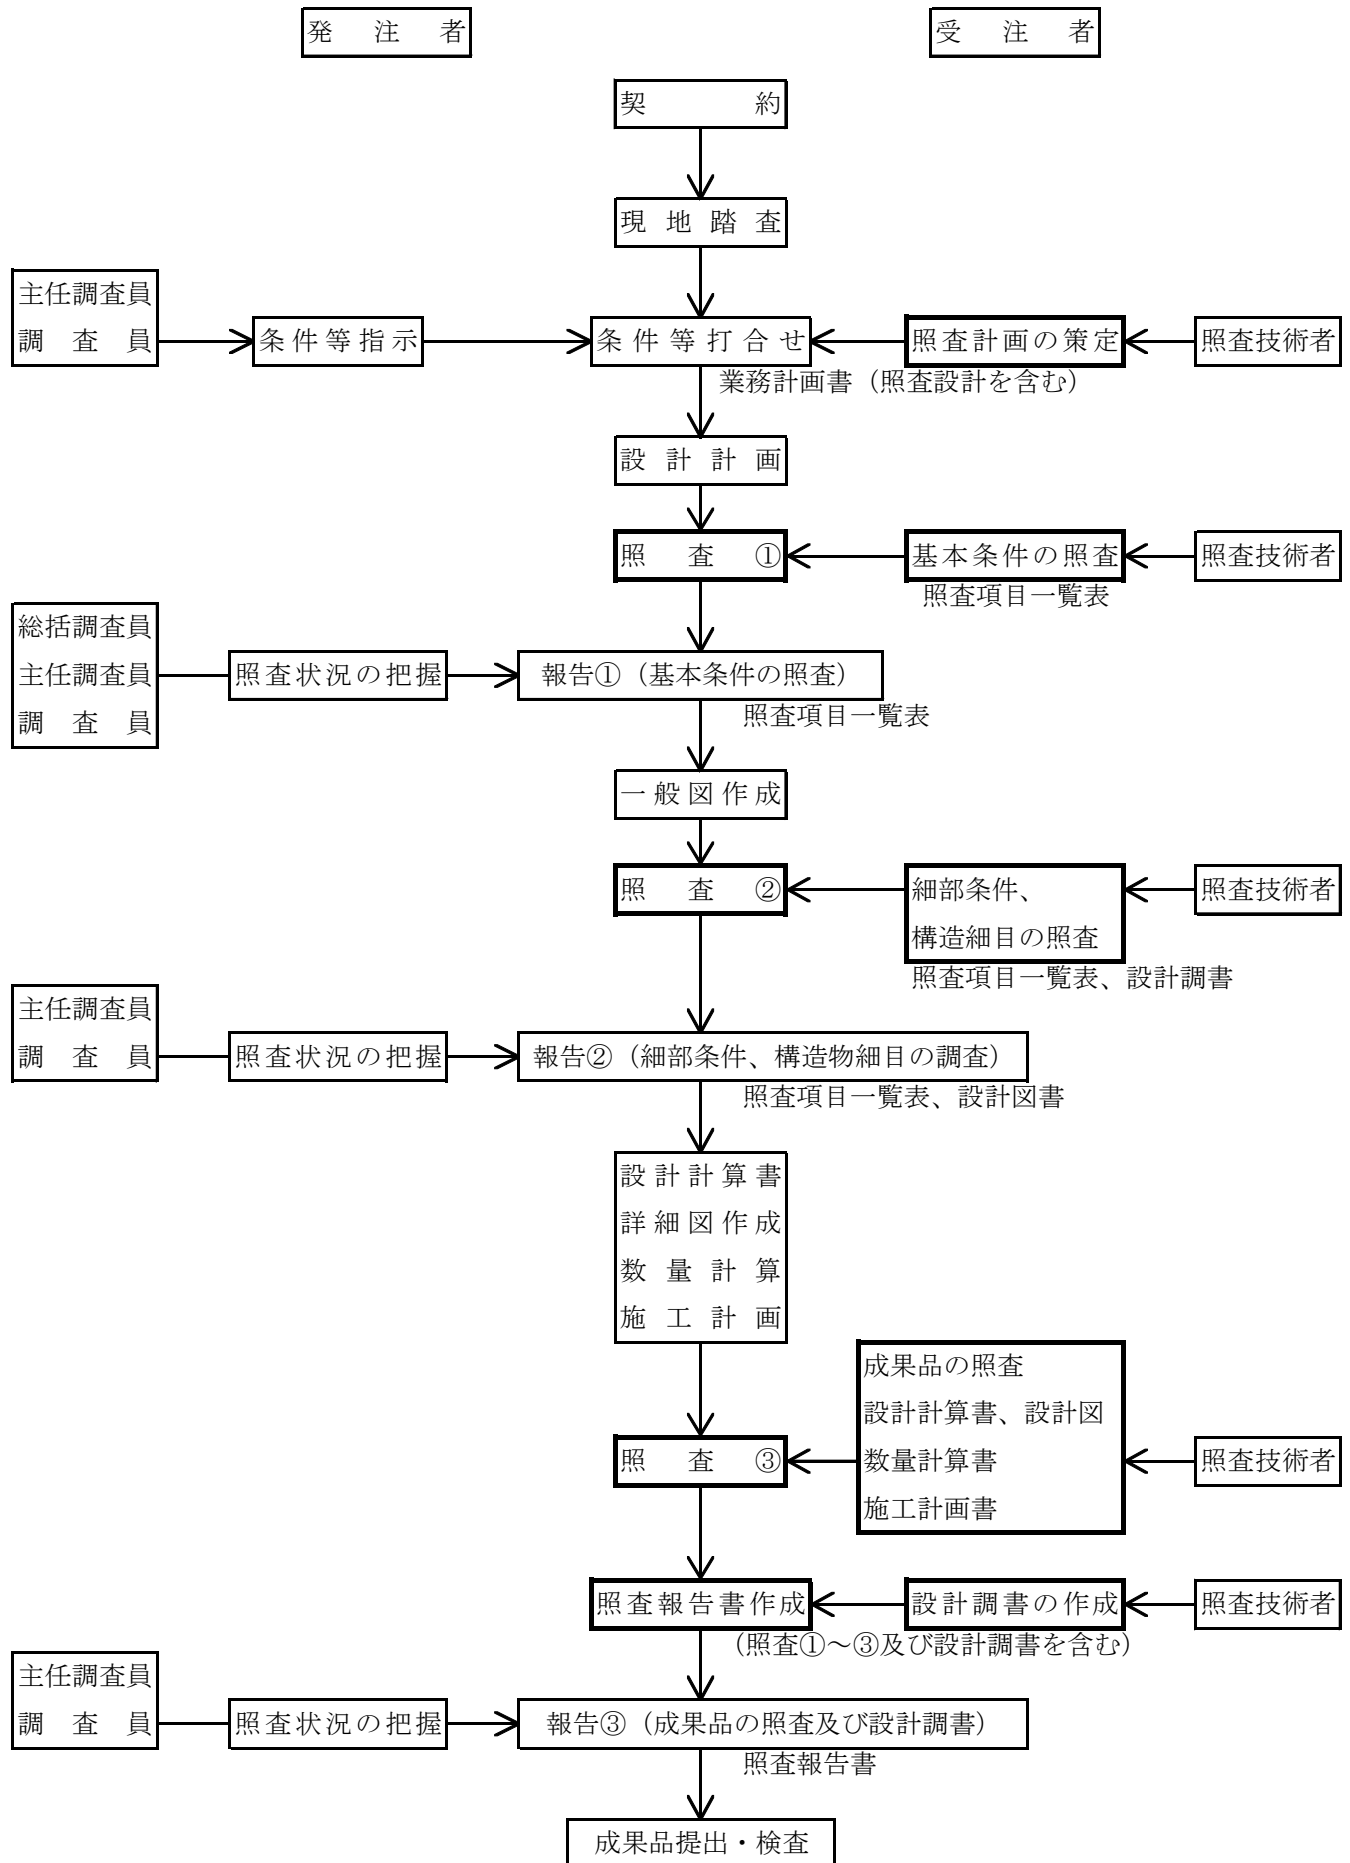 発注者
受注者
契約
現地踏査
主任調査員
調査員
条件等指示
条件等打合せ
照査計画の策定
照査技術者
業務計画書（照査設計を含む）
設計計画
照査①
基本条件の照査
照査技術者
照査項目一覧表
総括調査員
主任調査員
調査員
照査状況の把握
報告①（基本条件の照査）
照査項目一覧表
一般図作成
照査②
細部条件、
構造細目の照査
照査技術者
照査項目一覧表、設計調書
主任調査員
調査員
照査状況の把握
報告②（細部条件、構造物細目の調査）
照査項目一覧表、設計図書
設計計算書
詳細図作成
数量計算
施工計画
照査③
成果品の照査
設計計算書、設計図
数量計算書
施工計画書
照査技術者
照査報告書作成
設計調書の作成
照査技術者
（照査①～③及び設計調書を含む）
主任調査員
調査員
照査状況の把握
報告③（成果品の照査及び設計調書）
照査報告書
成果品提出・検査